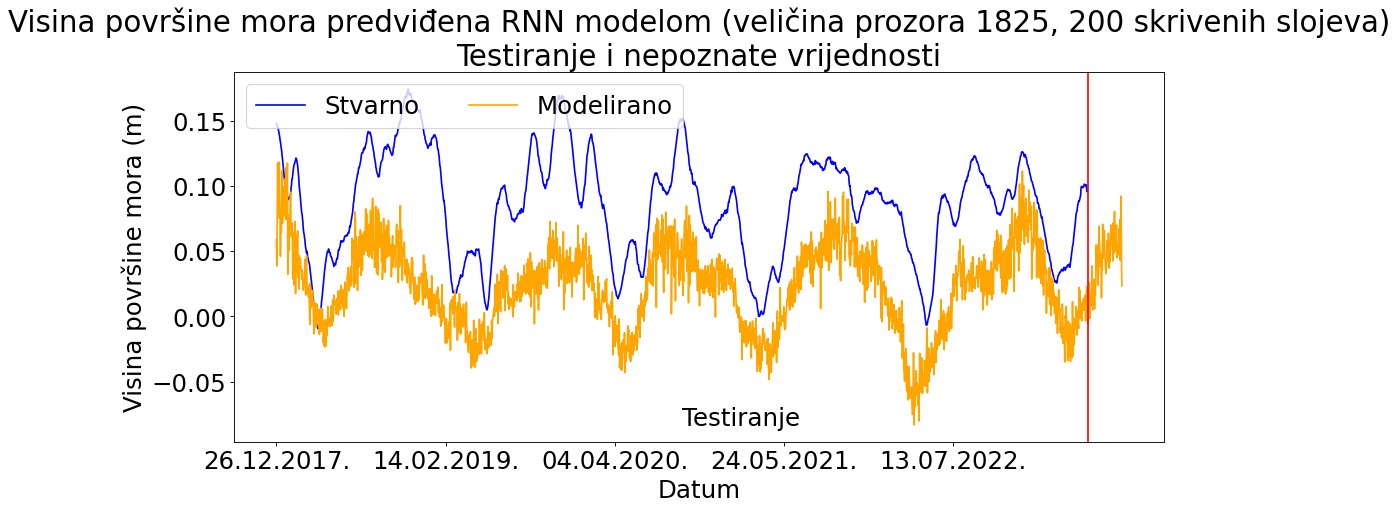 Visina površine mora predviđena RNN modelom (veličina prozora 1825, 200 skrivenih slojeva)
Testiranje i nepoznate vrijednosti
Stvarno
Modelirano
Visina površine mora (m)
0.15
0.10
0.05
0.00
−0.05
Testiranje
26.12.2017.
14.02.2019.
04.04.2020.
24.05.2021.
13.07.2022.
Datum